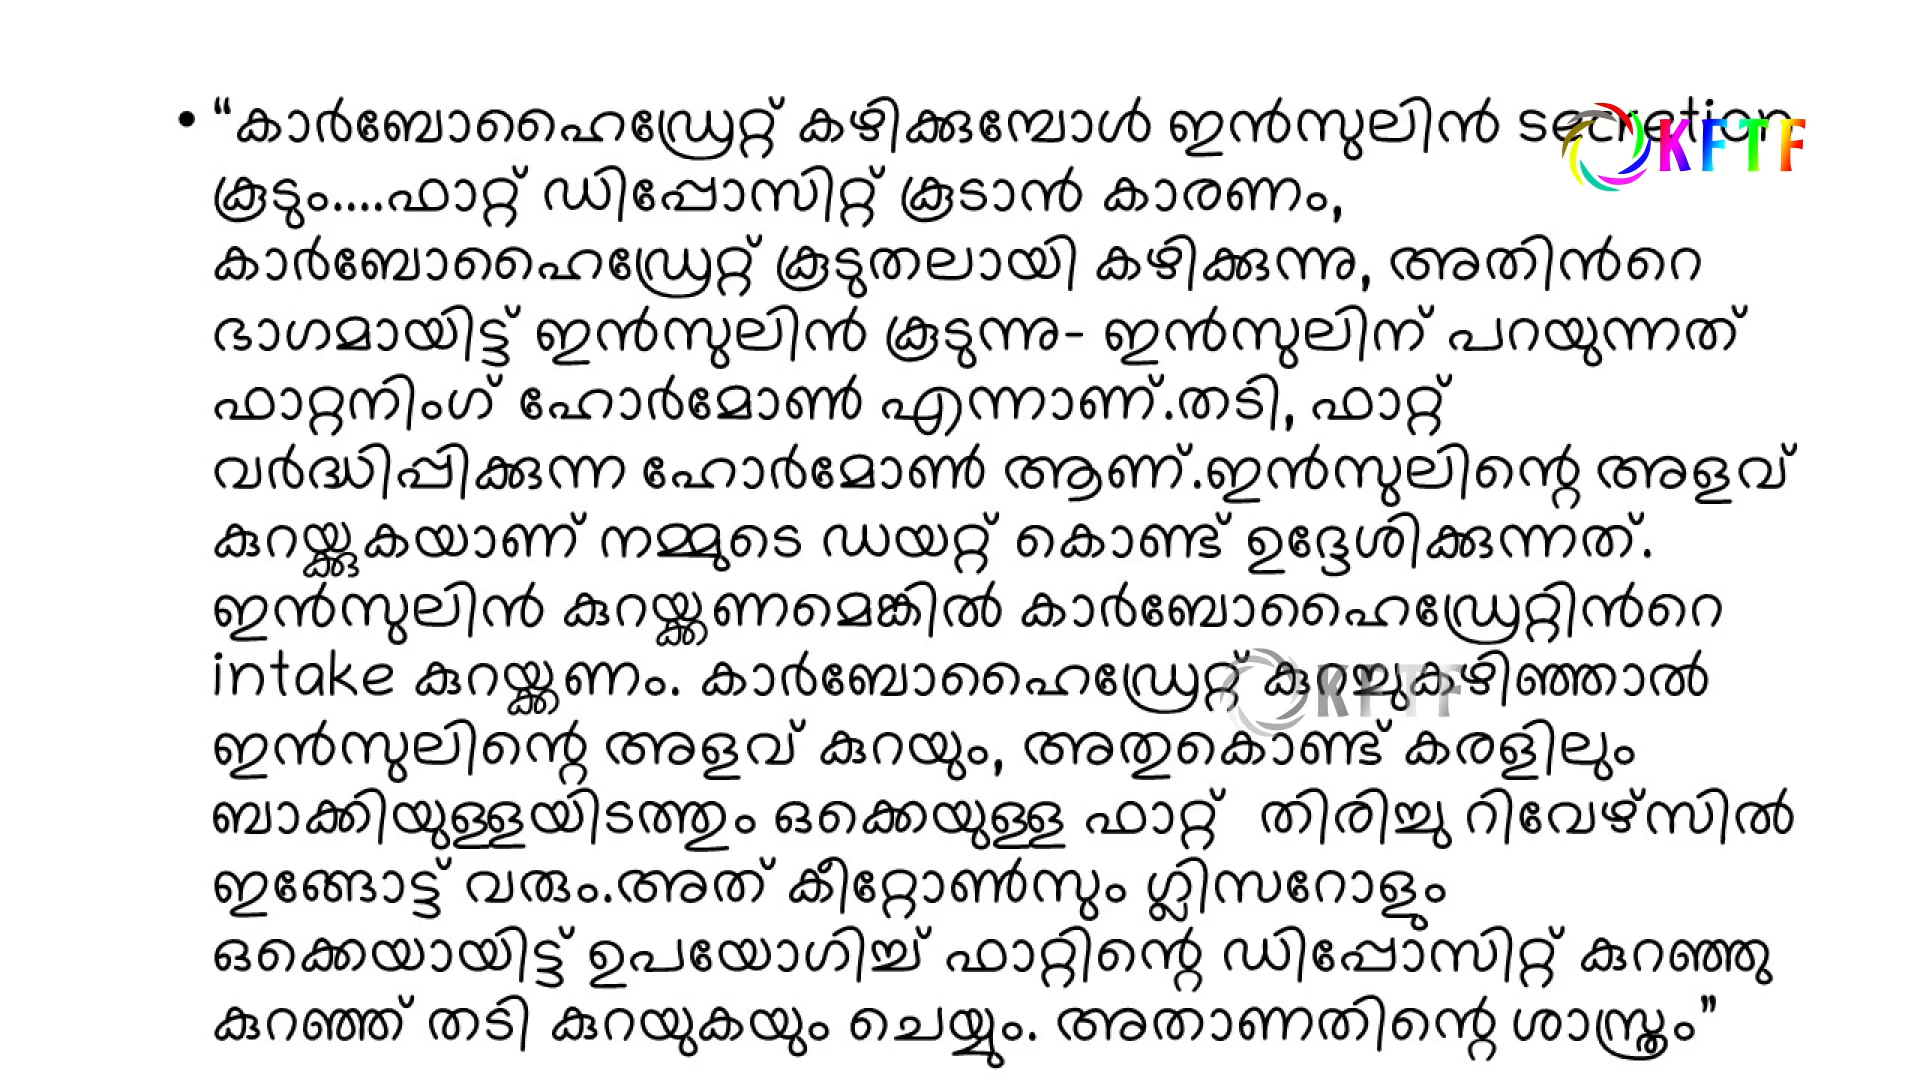 • “കാർബോഹൈഡ്രേറ്റ് കഴിക്കുമ്പോൾ ഇൻസുലിൻ secretion
KFTF
കൂടും....ഫാറ്റ് ഡിപ്പോസിറ്റ് കൂടാൻ കാരണം,
കാർബോഹൈഡ്രേറ്റ് കൂടുതലായി കഴിക്കുന്നു, അതിൻറെ
ഭാഗമായിട്ട് ഇൻസുലിൻ കൂടുന്നു- ഇൻസുലിന് പറയുന്നത്
ഫാറ്റനിംഗ് ഹോർമോൺ എന്നാണ്.തടി, ഫാറ്റ്
വർദ്ധിപ്പിക്കുന്ന ഹോർമോൺ ആണ്.ഇൻസുലിന്റെ അളവ്
കുറയ്ക്കുകയാണ് നമ്മുടെ ഡയറ്റ് കൊണ്ട് ഉദ്ദേശിക്കുന്നത്.
ഇൻസുലിൻ കുറയ്ക്കണമെങ്കിൽ കാർബോഹൈഡ്രേറ്റിൻറെ
intake കുറയ്ക്കണം. കാർബോഹൈഡ്രേറ്റ് കുറച്ചുകഴിഞ്ഞാൽ
KFTF
ഇൻസുലിന്റെ അളവ് കുറയും, അതുകൊണ്ട് കരളിലും
ബാക്കിയുള്ളയിടത്തും ഒക്കെയുള്ള ഫാറ്റ് തിരിച്ചു റിവേഴ്സിൽ
ഇങ്ങോട്ട് വരും.അത് കീറ്റോൺസും ഗ്ലിസറോളും
ഒക്കെയായിട്ട് ഉപയോഗിച്ച് ഫാറ്റിന്റെ ഡിപ്പോസിറ്റ് കുറഞ്ഞു
കുറഞ്ഞ് തടി കുറയുകയും ചെയ്യും. അതാണതിന്റെ ശാസ്ത്രം”